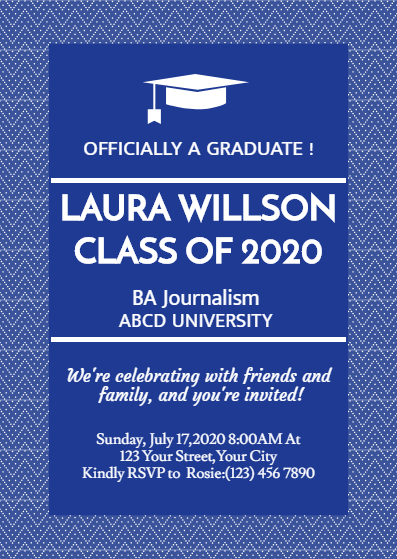 OFFICIALLY A GRADUATE !
LAURA WILLSON
CLASS OF 2020
BA Journalism
ABCD UNIVERSITY
We're celebrating with friends and
family, and you're invited!
Sunday, July 17,2020 8:00AM At
123 Your Street,Your City
Kindly RSVP to Rosie:(123) 456 7890